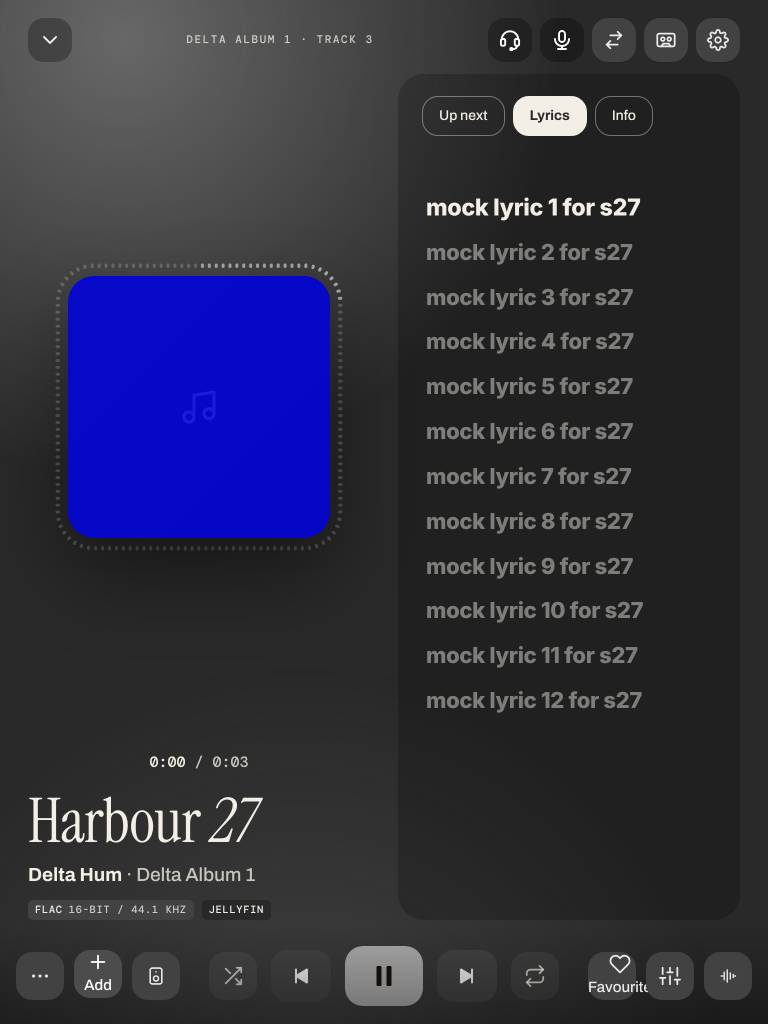 DELTA ALBUM 1 · TRACK 3
Up next
Lyrics
Info
mock lyric 1 for s27
mock lyric 2 for s27
mock lyric 3 for s27
mock lyric 4 for s27
mock lyric 5 for s27
mock lyric 6 for s27
mock lyric 7 for s27
mock lyric 8 for s27
mock lyric 9 for s27
mock lyric 10 for s27
mock lyric 11 for s27
mock lyric 12 for s27
0:00 / 0:03
Harbour 27
Delta Hum · Delta Album 1
FLAC 16-BIT / 44.1 KHZ
JELLYFIN
Add
Favourite